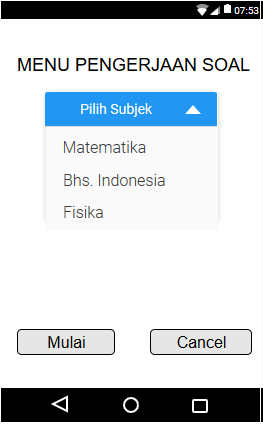 07:53
MENU PENGERJAAN SOAL
Pilih Subjek
Matematika
Bhs. Indonesia
Fisika
Mulai
Cancel